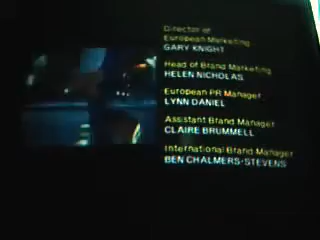 Director of
European Marketing
GARY KNIGHT
Head of Brand Marketing
HELEN NICHOLAS
European PR Manager
LYNN DANIEL
Assistant Brand Manager
CLAIRE BRUMMELL
International Brand Manager
BEN CHALMERS-STEVENS